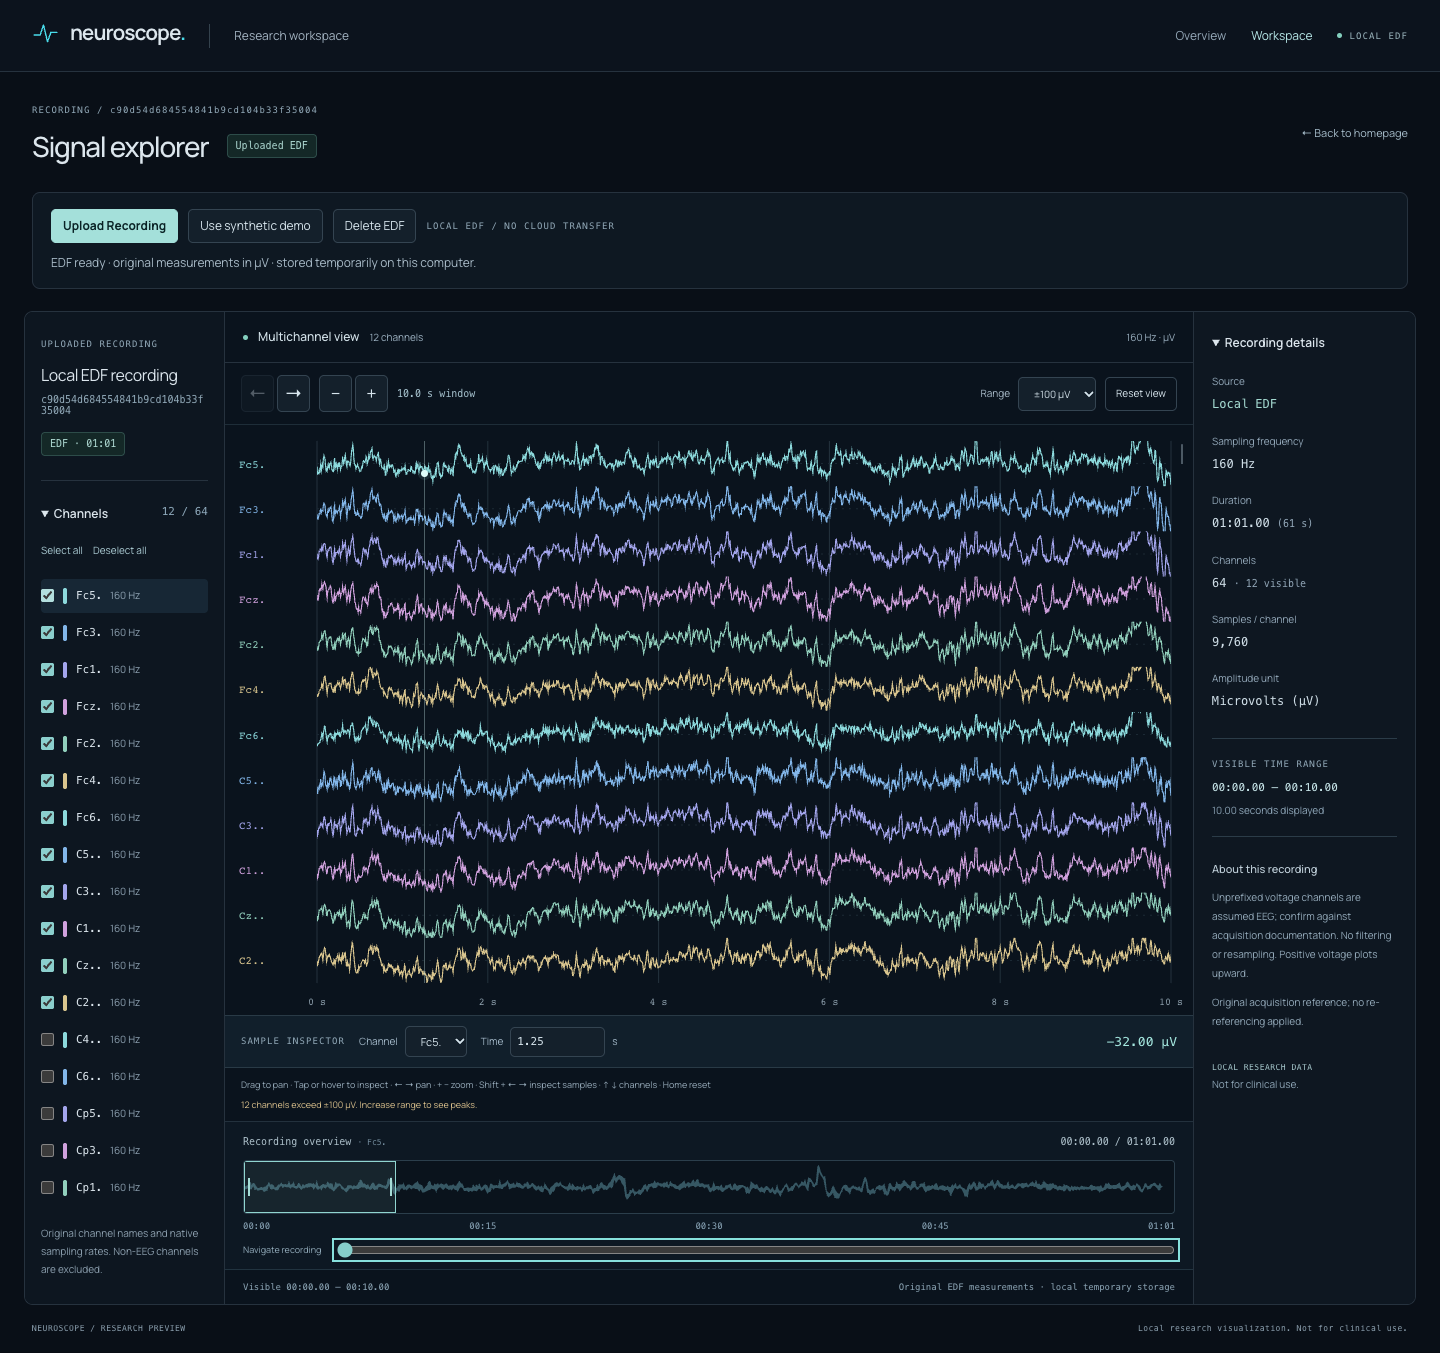 neuroscope.
Research workspace
Overview
Workspace
LOCAL EDF
RECORDING / c90d54d684554841b9cd104b33f35004
Signal explorer
Uploaded EDF
← Back to homepage
Upload Recording
Use synthetic demo
Delete EDF
LOCAL EDF / NO CLOUD TRANSFER
EDF ready · original measurements in µV · stored temporarily on this computer.
UPLOADED RECORDING
Local EDF recording
c90d54d684554841b9cd104b33f
35004
EDF · 01:01
▼ Channels
12 / 64
Select all
Deselect all
Fc5. 160 Hz
Fc3. 160 Hz
Fc1. 160 Hz
Fcz. 160 Hz
Fc2. 160 Hz
Fc4. 160 Hz
Fc6. 160 Hz
C5.. 160 Hz
C3.. 160 Hz
C1.. 160 Hz
Cz.. 160 Hz
C2.. 160 Hz
C4.. 160 Hz
C6.. 160 Hz
Cp5. 160 Hz
Cp3. 160 Hz
Cp1. 160 Hz
Original channel names and native
sampling rates. Non-EEG channels
are excluded.
Multichannel view
12 channels
160 Hz · µV
← → − +
10.0 s window
Range
±100 µV
Reset view
Fc5.
Fc3.
Fc1.
Fcz.
Fc2.
Fc4.
Fc6.
C5..
C3..
C1..
Cz..
C2..
0 s
2 s
4 s
6 s
8 s
10 s
SAMPLE INSPECTOR
Channel
Fc5.
Time
1.25
s
−32.00 µV
Drag to pan · Tap or hover to inspect · ← → pan · + − zoom · Shift + ← → inspect samples · ↑ ↓ channels · Home reset
12 channels exceed ±100 µV. Increase range to see peaks.
Recording overview · Fc5.
00:00.00 / 01:01.00
00:00
00:15
00:30
00:45
01:01
Navigate recording
Visible 00:00.00 — 00:10.00
Original EDF measurements · local temporary storage
▼ Recording details
Source
Local EDF
Sampling frequency
160 Hz
Duration
01:01.00 (61 s)
Channels
64 · 12 visible
Samples / channel
9,760
Amplitude unit
Microvolts (µV)
VISIBLE TIME RANGE
00:00.00 — 00:10.00
10.00 seconds displayed
About this recording
Unprefixed voltage channels are
assumed EEG; confirm against
acquisition documentation. No filtering
or resampling. Positive voltage plots
upward.
Original acquisition reference; no re-
referencing applied.
LOCAL RESEARCH DATA
Not for clinical use.
NEUROSCOPE / RESEARCH PREVIEW
Local research visualization. Not for clinical use.